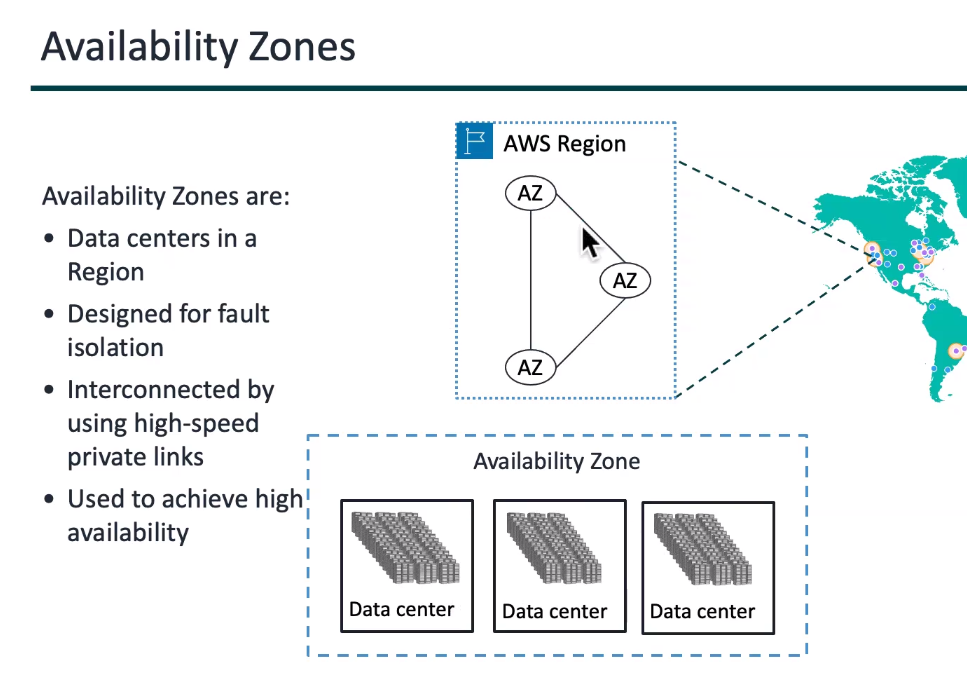 Availability Zones
Availability Zones are:
• Data centers in a
Region
• Designed for fault
isolation
• Interconnected by
using high-speed
private links
• Used to achieve high
availability
AWS Region
AZ
AZ
AZ
Availability Zone
Data center
Data center
Data center